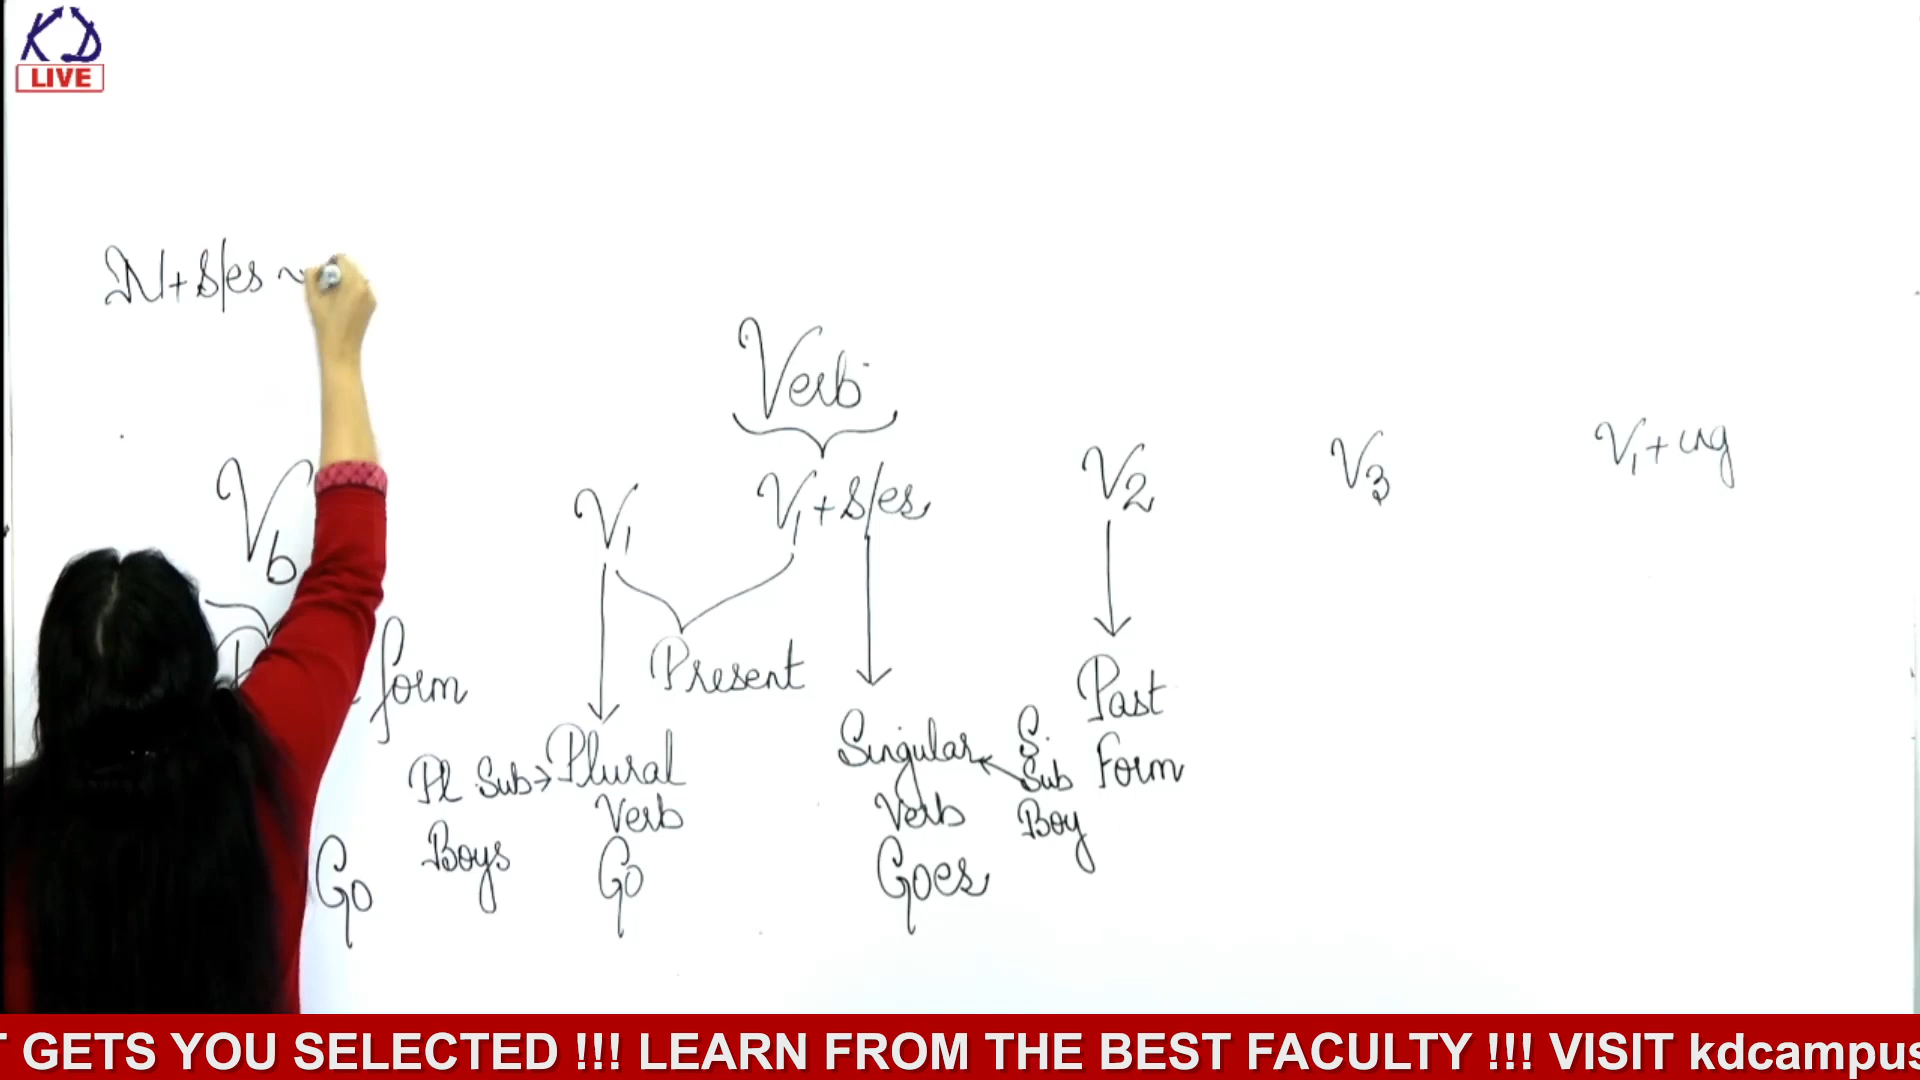 KD
LIVE
N+s/es ~
Verb
Vb V1 V1+s/es V2 V3 V1+ing
form Present
Past
Form
Pl Sub → Plural
Verb
Boys Go
Singular
Verb
Goes
S.
Sub
Boy
Go
GETS YOU SELECTED !!! LEARN FROM THE BEST FACULTY !!! VISIT kdcampus